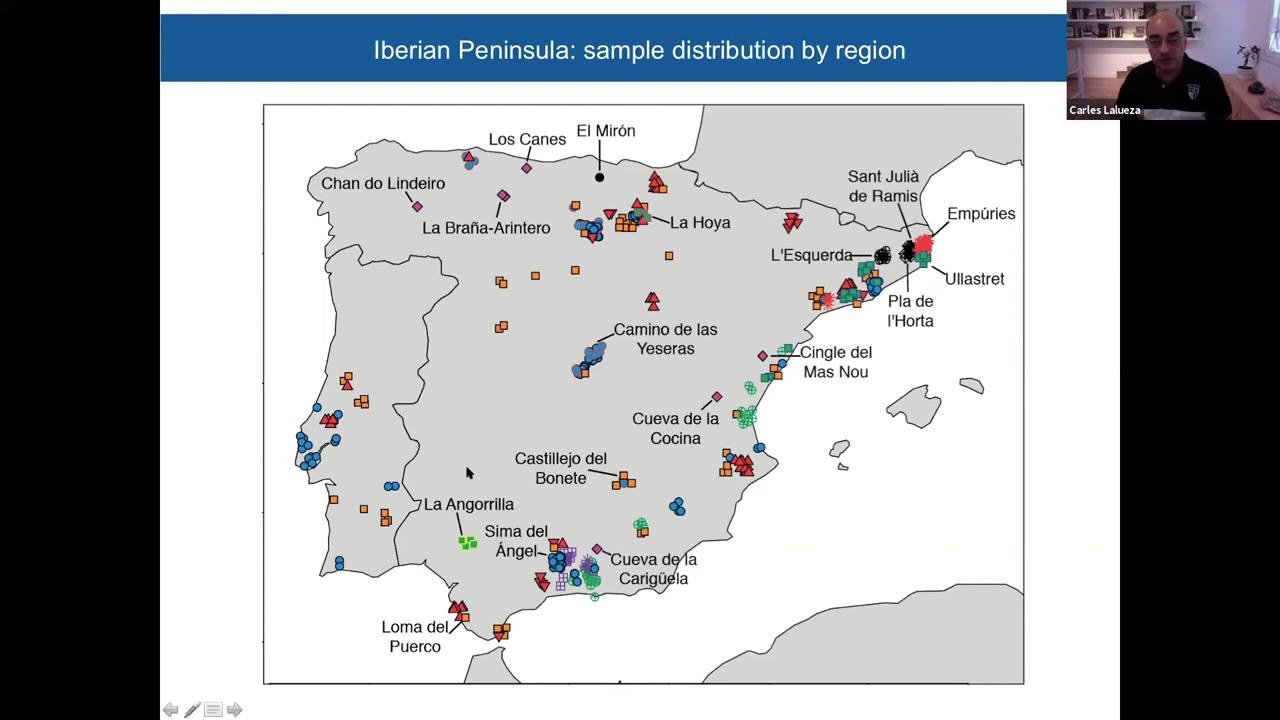 Iberian Peninsula: sample distribution by region
Carles Lalueza
Los Canes
El Mirón
Chan do Lindeiro
La Braña-Arintero
La Hoya
Sant Julià
de Ramis
Empúries
L'Esquerda
Ullastret
Pla de
l'Horta
Camino de las
Yeseras
Cingle del
Mas Nou
Cueva de la
Cocina
Castillejo del
Bonete
La Angorrilla
Sima del
Ángel
Cueva de la
Carigüela
Loma del
Puerco